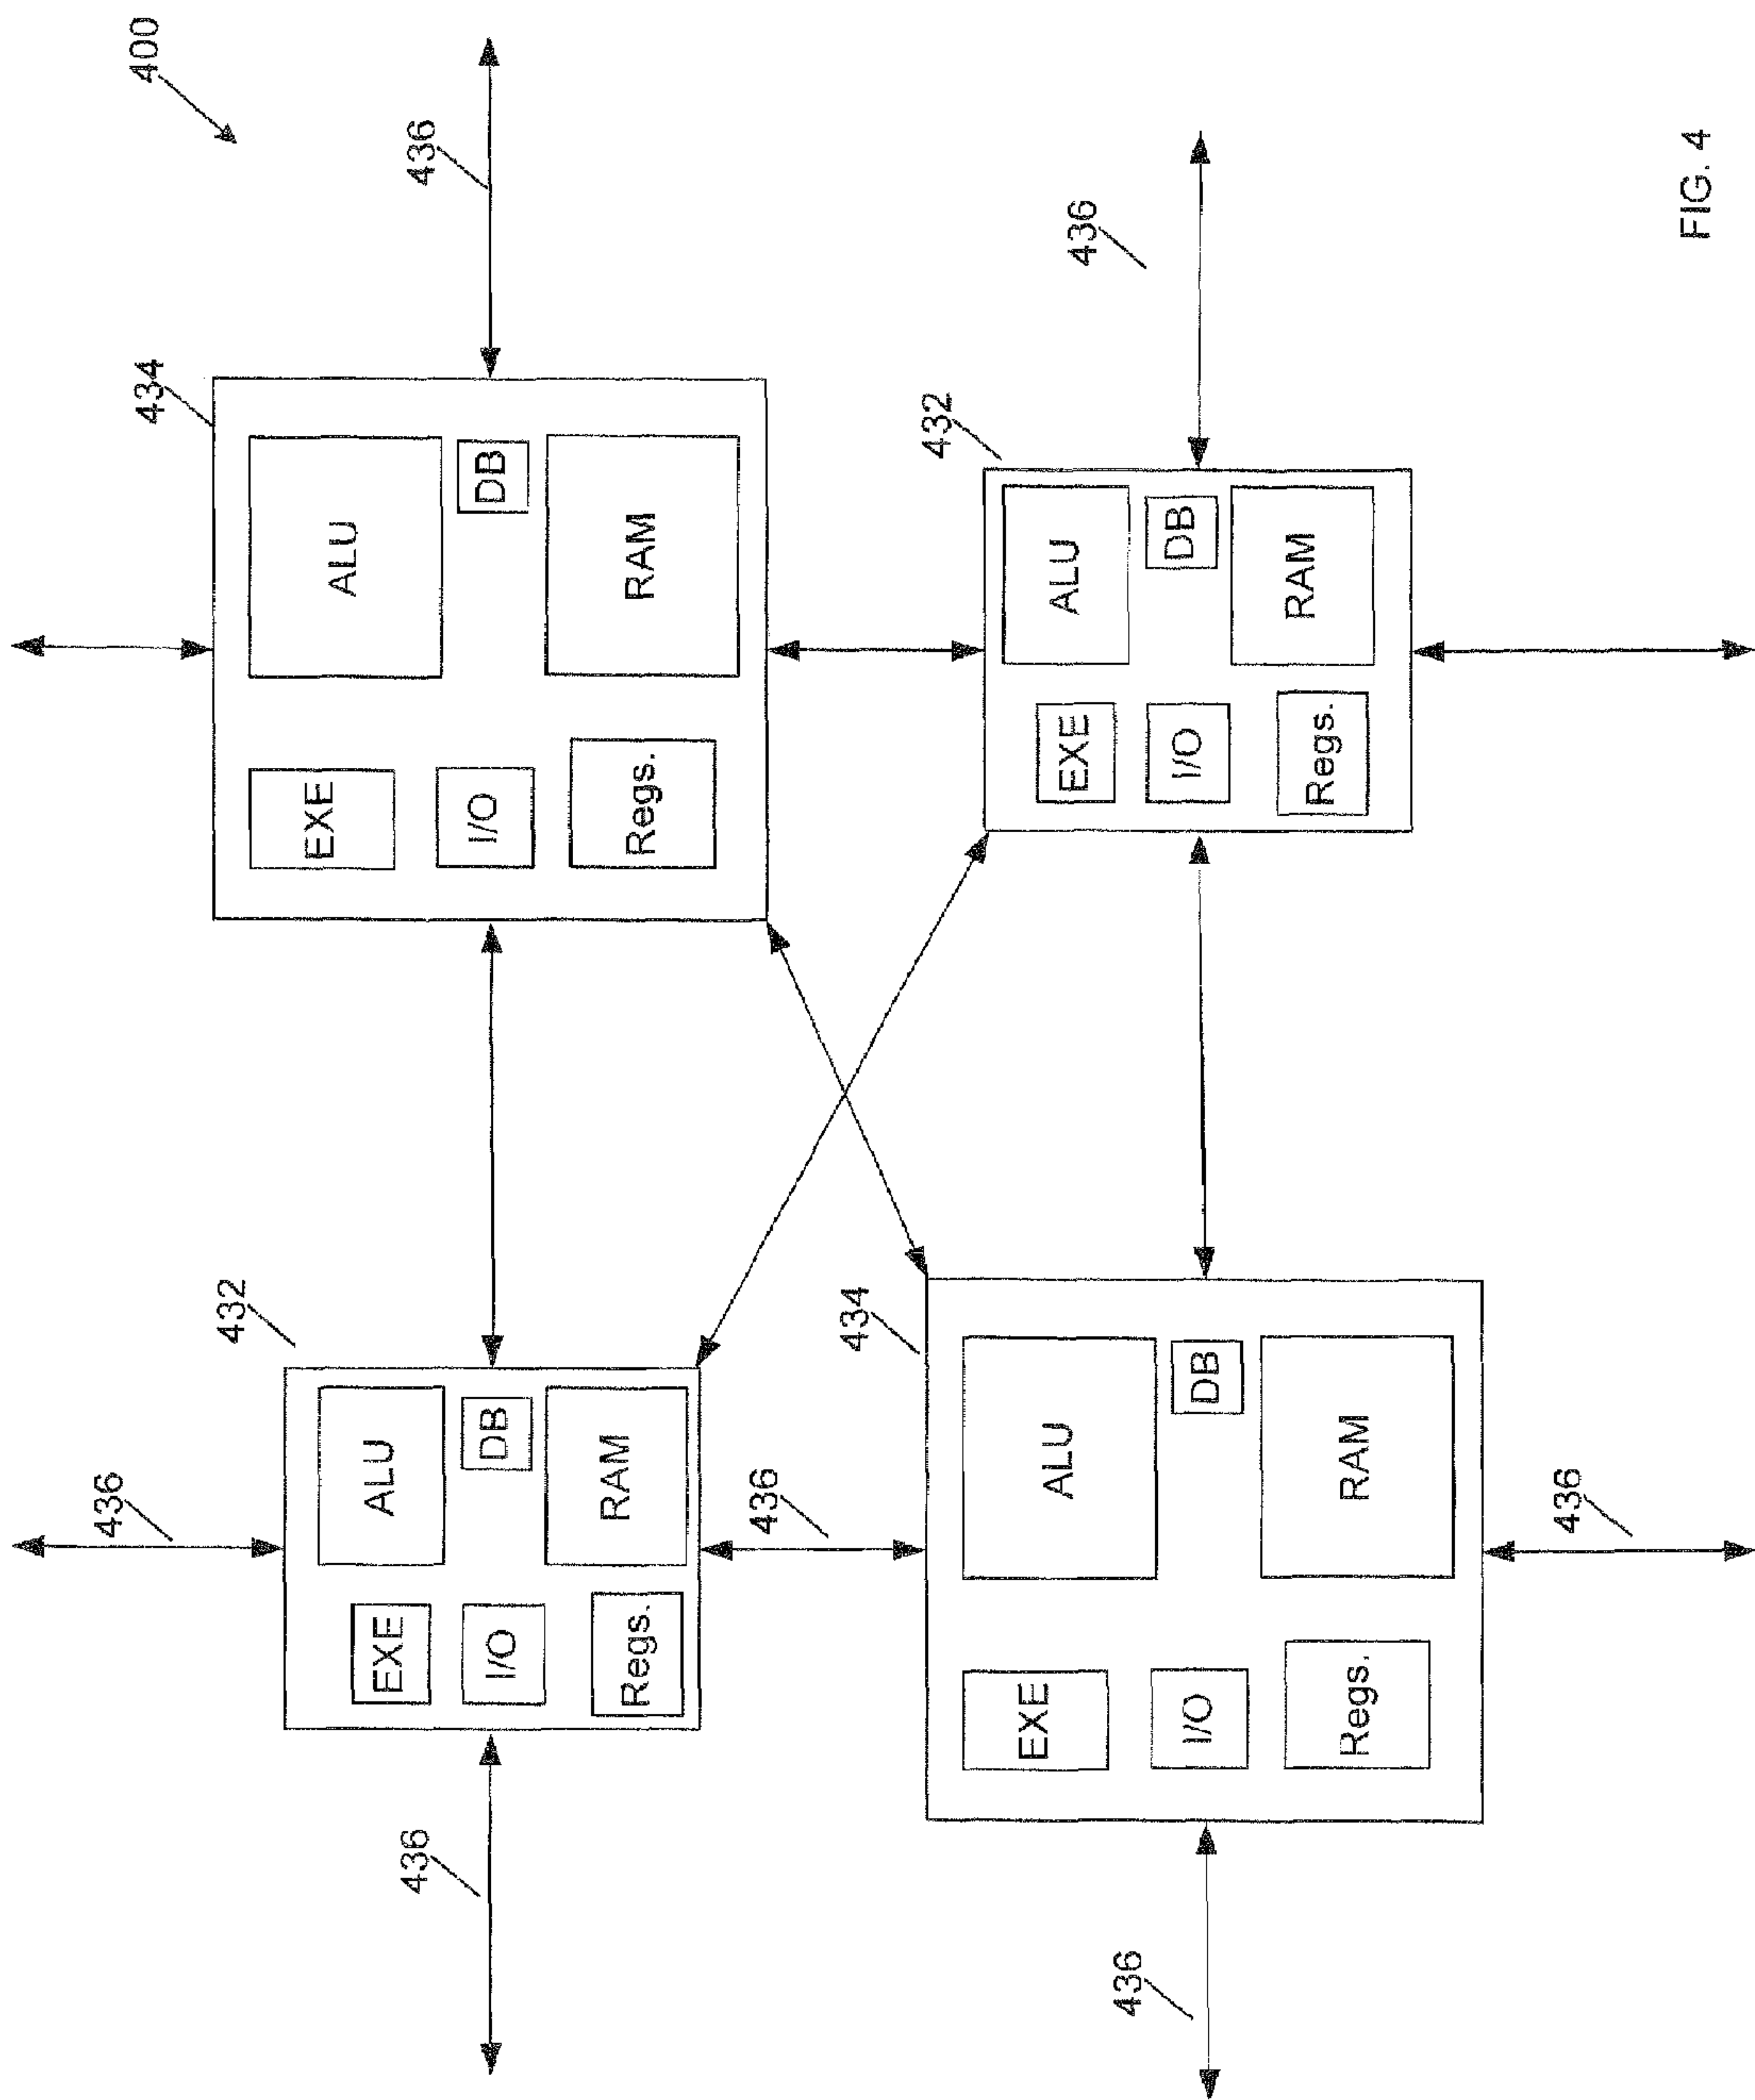 400
436
432
EXE
ALU
I/O
DB
Regs.
RAM
436
434
EXE
ALU
I/O
DB
Regs.
RAM
436
436
434
EXE
ALU
I/O
DB
Regs.
RAM
436
432
EXE
ALU
I/O
DB
Regs.
RAM
436
436
FIG. 4